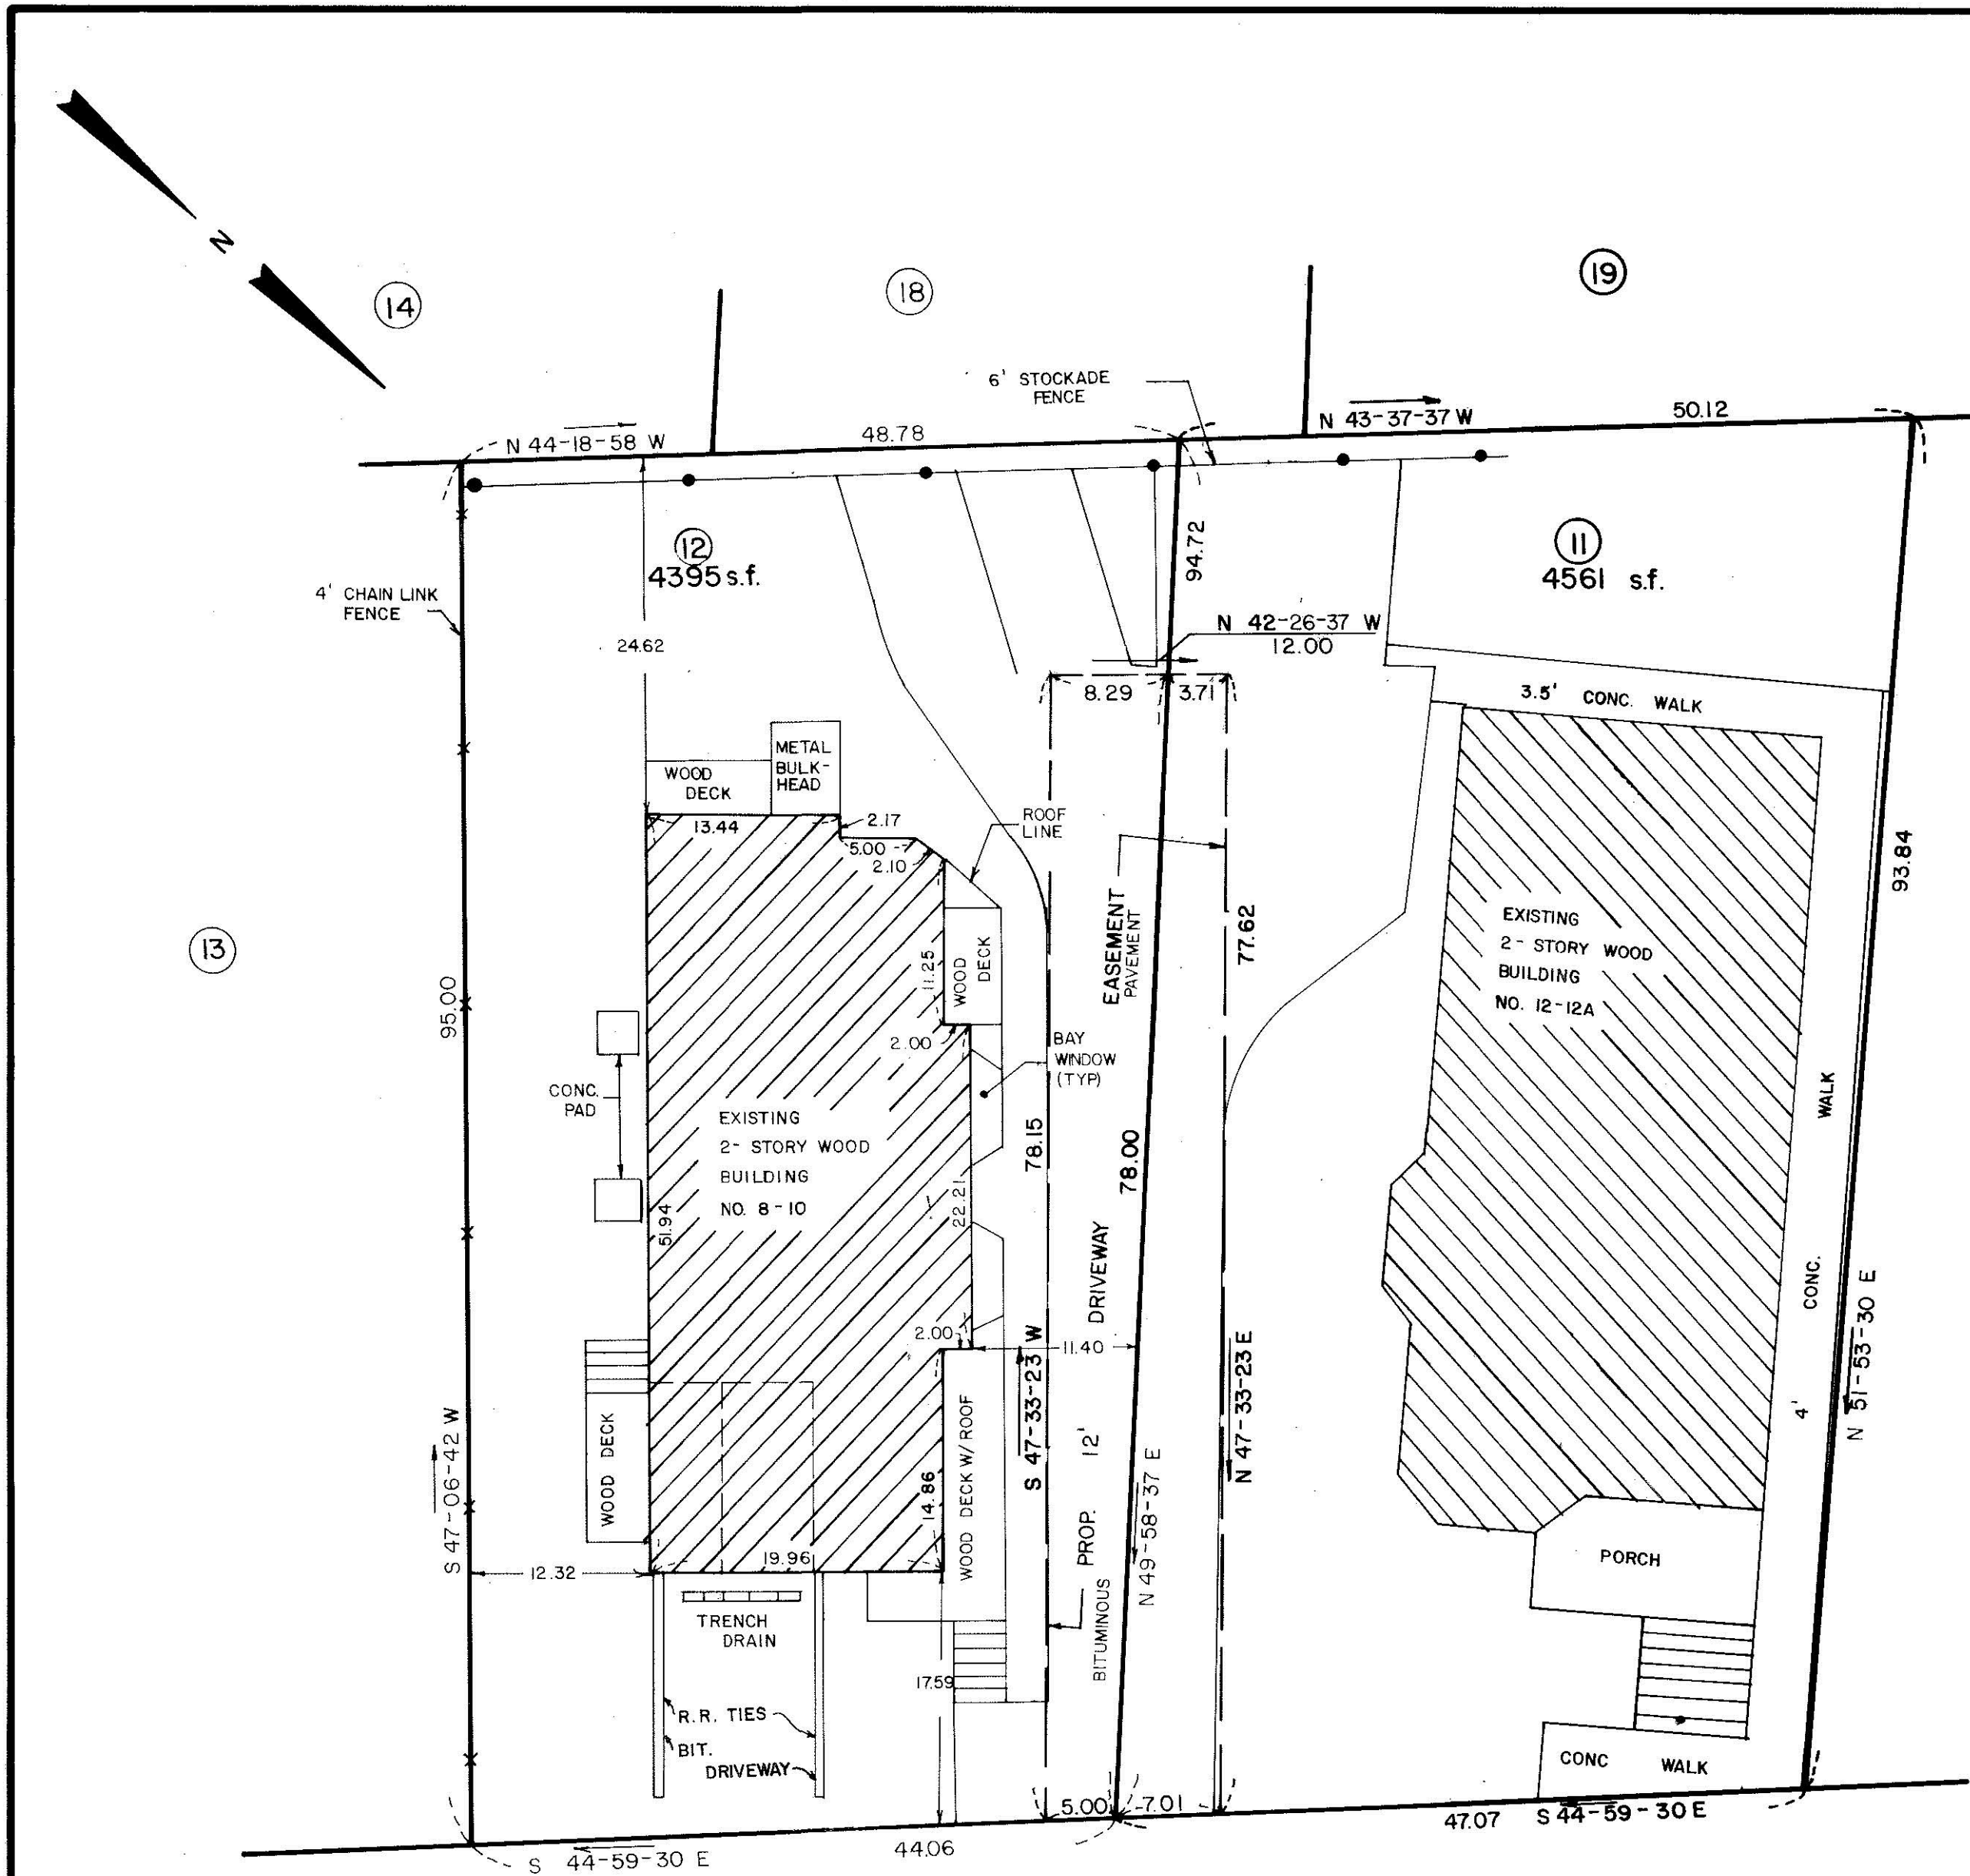 N
14
18
19
6' STOCKADE
FENCE
N 44-18-58 W
48.78
N 43-37-37 W
50.12
12
4395 s.f.
94.72
11
4561 s.f.
4' CHAIN LINK
FENCE
24.62
N 42-26-37 W
12.00
8.29
3.71
3.5' CONC. WALK
METAL
BULK-
HEAD
WOOD
DECK
13.44
2.17
5.00
2.10
ROOF
LINE
93.84
13
95.00
11.25
WOOD
DECK
EASEMENT
PAVEMENT
77.62
EXISTING
2- STORY WOOD
BUILDING
NO. 12-12A
2.00
BAY
WINDOW
(TYP)
CONC.
PAD
EXISTING
2- STORY WOOD
BUILDING
NO. 8-10
78.15
78.00
WALK
51.94
22.21
DRIVEWAY
CONC.
2.00
11.40
S 47-33-23 W
N 47-33-23 E
N 51-53-30 E
4'
S 47-06-42 W
WOOD DECK
14.86
WOOD DECK W/ROOF
12'
PROP.
N 49-58-37 E
12.32
19.96
PORCH
TRENCH
DRAIN
BITUMINOUS
17.59
R.R. TIES
BIT.
DRIVEWAY
CONC WALK
5.00
7.01
47.07
S 44-59-30 E
44.06
S 44-59-30 E